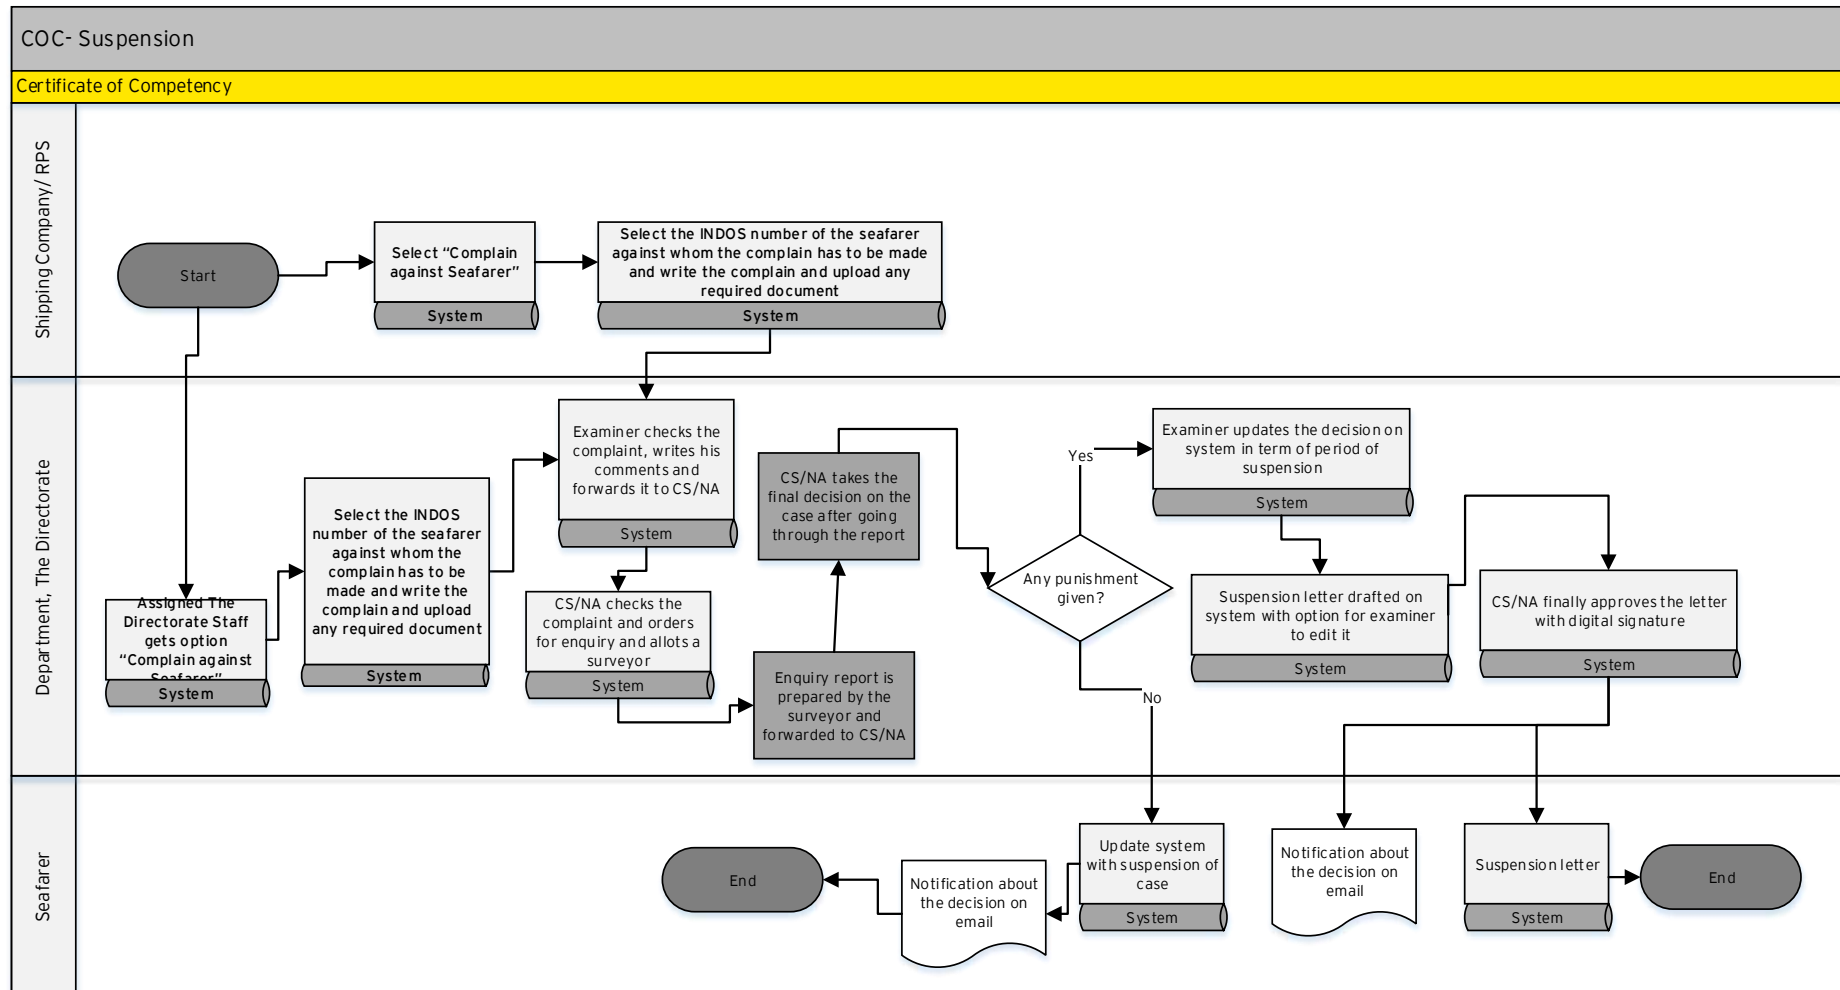 COC- Suspension
Certificate of Competency
Shipping Company/ RPS
Start
Select “Complain
against Seafarer”
System
Select the INDOS number of the seafarer
against whom the complain has to be made
and write the complain and upload any
required document
System
Department, The Directorate
Assigned The
Directorate Staff
gets option
“Complain against
Seafarer”
System
Select the INDOS
number of the seafarer
against whom the
complain has to be
made and write the
complain and upload
any required document
System
Examiner checks the
complaint, writes his
comments and
forwards it to CS/NA
System
CS/NA checks the
complaint and orders
for enquiry and allots a
surveyor
System
Enquiry report is
prepared by the
surveyor and
forwarded to CS/NA
CS/NA takes the
final decision on the
case after going
through the report
Any punishment
given?
Yes
No
Examiner updates the decision on
system in term of period of
suspension
System
Suspension letter drafted on
system with option for examiner
to edit it
System
CS/NA finally approves the letter
with digital signature
System
Seafarer
End
Notification about
the decision on
email
Update system
with suspension of
case
System
Notification about
the decision on
email
Suspension letter
System
End